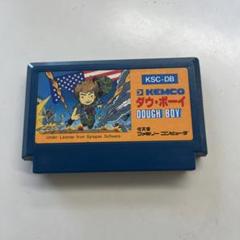 KSC-DB
KEMCO
ダウ・ボーイ
DOUGH BOY
任天堂
ファミリー コンピュータ
Under License from Synapse Software